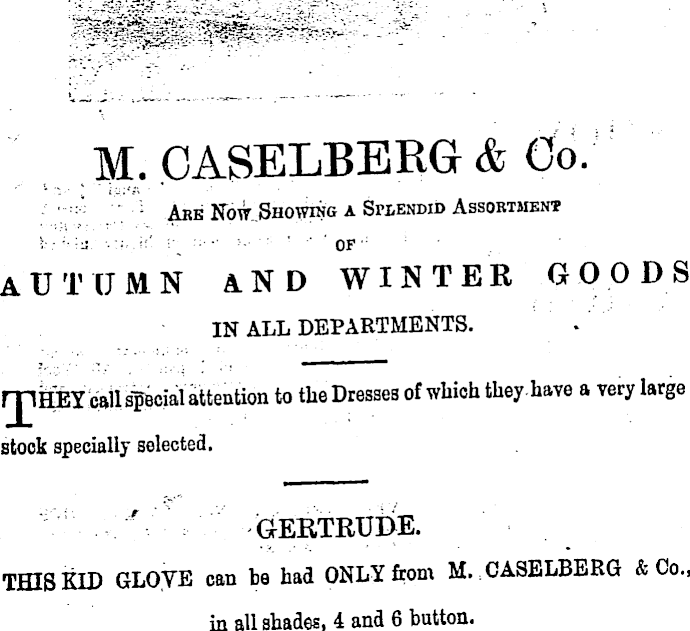 M. CASELBERG & Co.
ARE NOW SHOWING A SPLENDID ASSORTMENT
OF
AUTUMN AND WINTER GOODS
IN ALL DEPARTMENTS.
THEY call special attention to the Dresses of which they have a very large
stock specially selected.
GERTRUDE.
THIS KID GLOVE can be had ONLY from M. CASELBERG & Co.,
in all shades, 4 and 6 button.